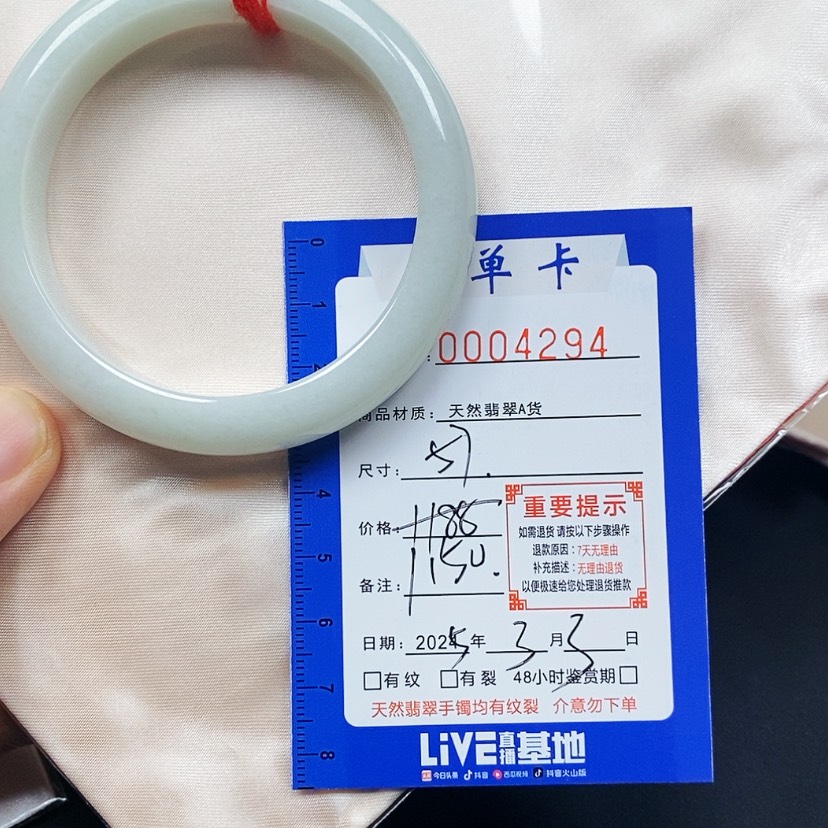 单卡
0
1
2
: 0004294
商品材质: 天然翡翠A货
尺寸: 57.
4
价格 1188
重要提示
如需退货 请按以下步骤操作
退款原因:7天无理由
补充描述:无理由退货
以便极速给您处理退货推款
5
备注: 1150.
6
日期: 2025年 3月3日
7
有纹 有裂 48小时鉴赏期
天然翡翠手镯均有纹裂 介意勿下单
LiVE直播基地
8
今日头条 抖音 西瓜视频 抖音火山版